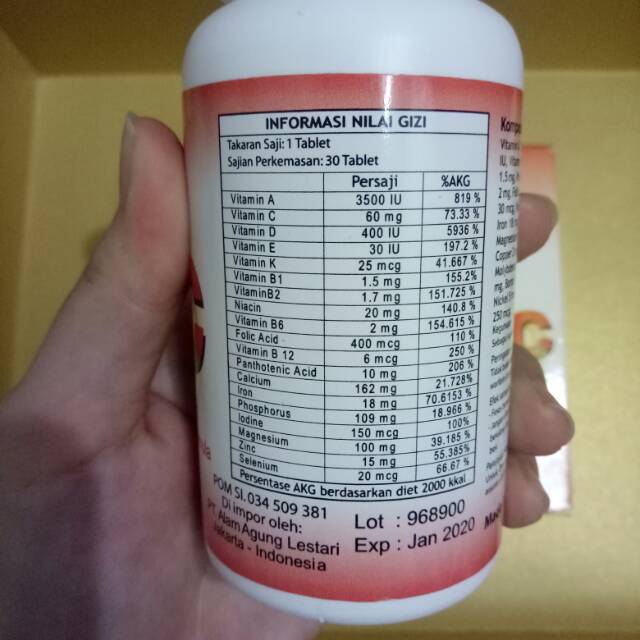 INFORMASI NILAI GIZI
Takaran Saji: 1 Tablet
Sajian Perkemasan: 30 Tablet
Persaji %AKG
Vitamin A 3500 IU 819 %
Vitamin C 60 mg 73.33 %
Vitamin D 400 IU 5936 %
Vitamin E 30 IU 197.2 %
Vitamin K 25 mcg 41.667 %
Vitamin B1 1.5 mg 155.2%
VitaminB2 1.7 mg 151.725 %
Niacin 20 mg 140.8 %
Vitamin B6 2 mg 154.615 %
Folic Acid 400 mcg 110 %
Vitamin B 12 6 mcg 250 %
Panthotenic Acid 10 mg 206 %
Calcium 162 mg 21.728%
Iron 18 mg 70.6153 %
Phosphorus 109 mg 18.966 %
Iodine 150 mcg 100%
Magnesium 100 mg 39.185 %
Zinc 15 mg 55.385%
Selenium 20 mcg 66.67 %
Persentase AKG berdasarkan diet 2000 kkal
POM SI. 034 509 381
Di impor oleh:
PT. Alam Agung Lestari
Jakarta - Indonesia
Lot : 968900
Exp : Jan 2020